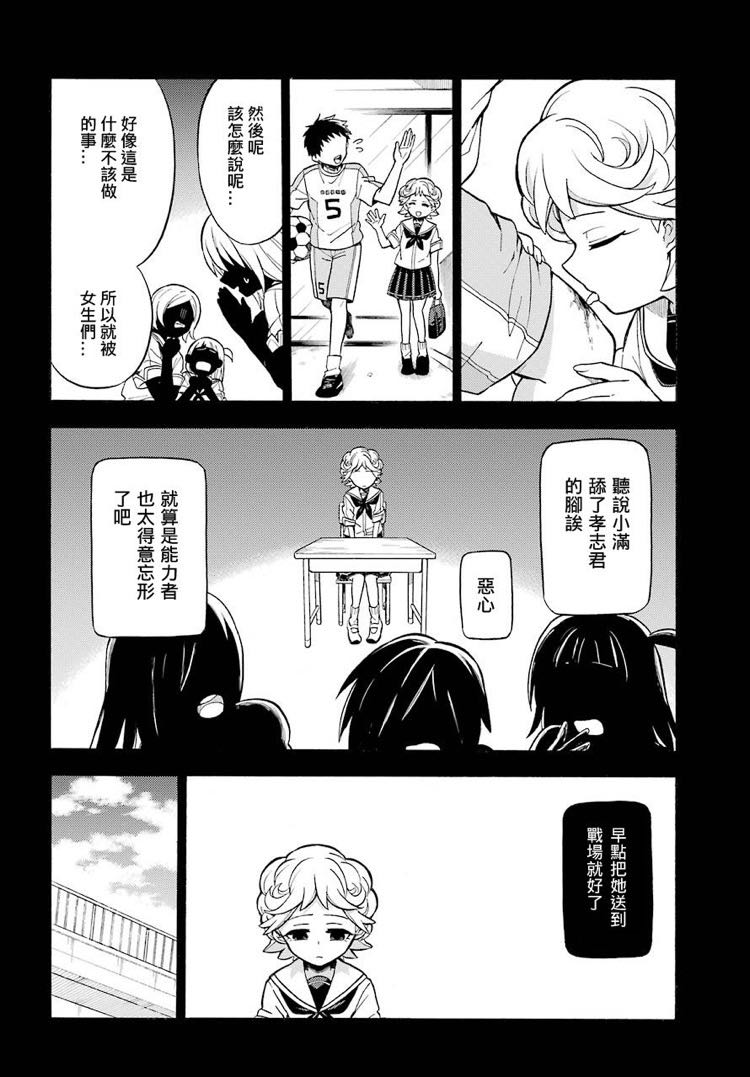 5
5
然後呢
該怎麼說呢…
好像這是
什麼不該做
的事…
所以就被
女生們…
聽說小滿
舔了孝志君
的腳誒
惡心
就算是能力者
也太得意忘形
了吧
早點把她送到
戰場就好了